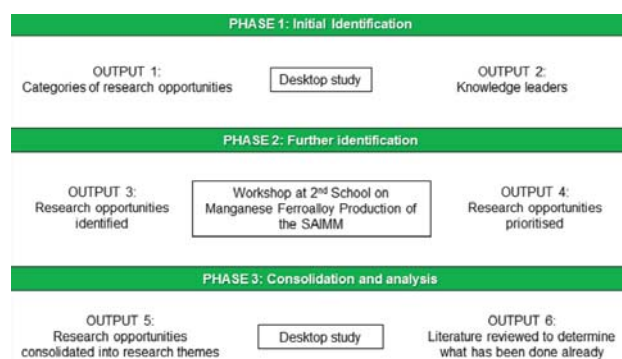 PHASE 1: Initial Identification
OUTPUT 1:
Categories of research opportunities
Desktop study
OUTPUT 2:
Knowledge leaders
PHASE 2: Further identification
OUTPUT 3:
Research opportunities
identified
Workshop at 2nd School on
Manganese Ferroalloy Production of
the SAIMM
OUTPUT 4:
Research opportunities
prioritised
PHASE 3: Consolidation and analysis
OUTPUT 5:
Research opportunities
consolidated into research themes
Desktop study
OUTPUT 6:
Literature reviewed to determine
what has been done already